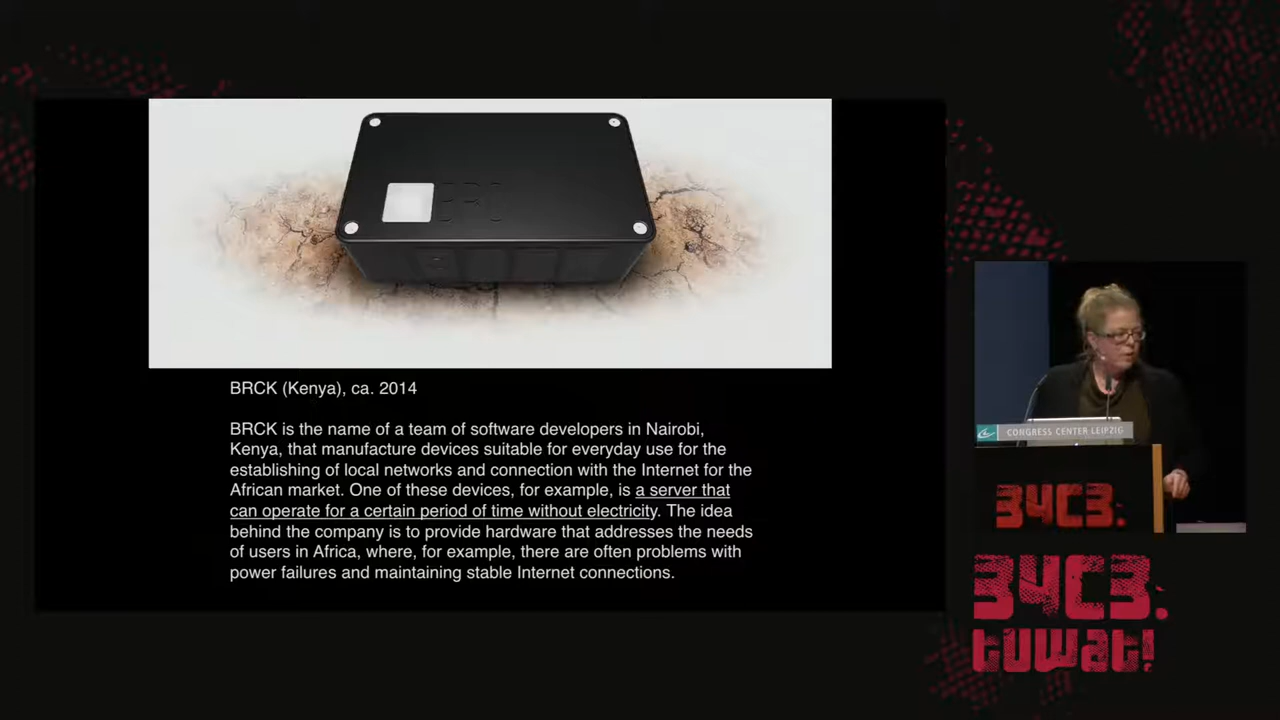 BRCK (Kenya), ca. 2014
BRCK is the name of a team of software developers in Nairobi,
Kenya, that manufacture devices suitable for everyday use for the
establishing of local networks and connection with the Internet for the
African market. One of these devices, for example, is a server that
can operate for a certain period of time without electricity. The idea
behind the company is to provide hardware that addresses the needs
of users in Africa, where, for example, there are often problems with
power failures and maintaining stable Internet connections.
CONGRESS CENTER LEIPZIG
34C3.
34C3.
tuwat!